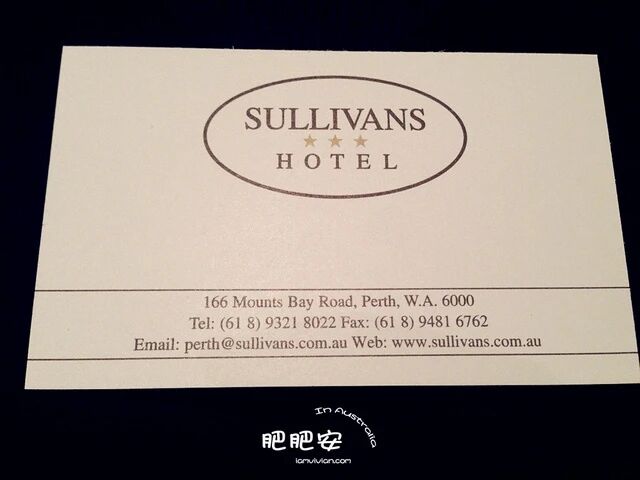 SULLIVANS
★ ★ ★
HOTEL
166 Mounts Bay Road, Perth, W.A. 6000
Tel: (61 8) 9321 8022 Fax: (61 8) 9481 6762
Email: perth@sullivans.com.au Web: www.sullivans.com.au
In Australia
肥肥安
iamvivian.com